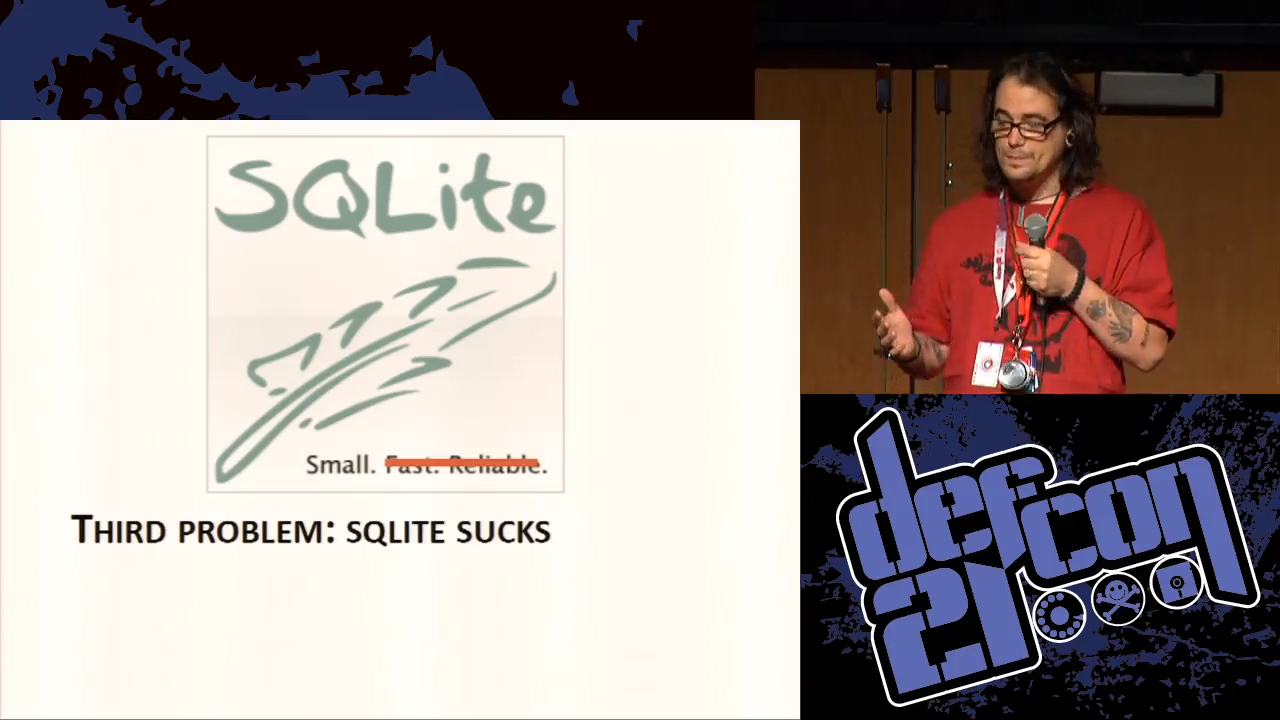 SQLite
Small. Fast. Reliable.
THIRD PROBLEM: SQLITE SUCKS
defcon
21